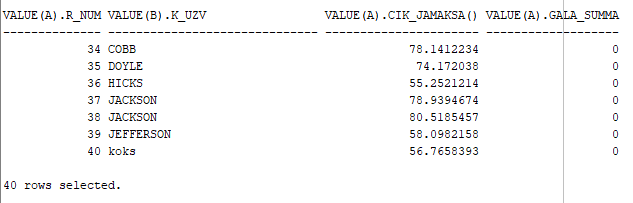 VALUE(A).R_NUM VALUE(B).K_UZV VALUE(A).CIK_JAMAKSA() VALUE(A).GALA_SUMMA
-------------- ------------------------------ ---------------------- -------------------
34 COBB 78.1412234 0
35 DOYLE 74.172038 0
36 HICKS 55.2521214 0
37 JACKSON 78.9394674 0
38 JACKSON 80.5185457 0
39 JEFFERSON 58.0982158 0
40 koks 56.7658393 0
40 rows selected.